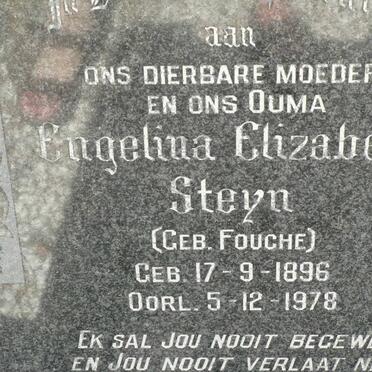 aan
ONS DIERBARE MOEDER
EN ONS OUMA
Engelina Elizabe
Steyn
(GEB. FOUCHE)
GEB. 17-9-1896
OORL. 5-12-1978
EK SAL JOU NOOIT BEGEWE
EN JOU NOOIT VERLAAT N